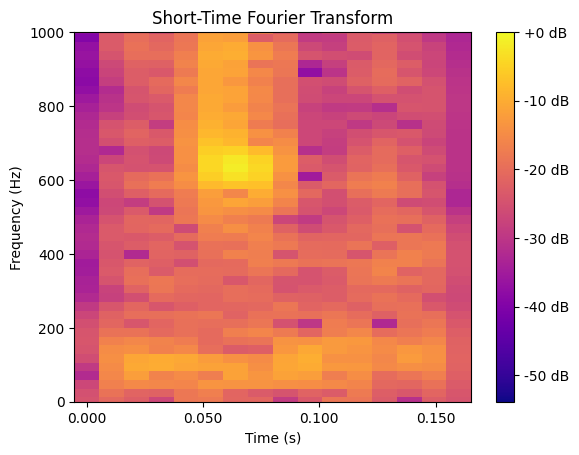 Short-Time Fourier Transform
1000
800
600
400
200
0
Frequency (Hz)
0.000
0.050
0.100
0.150
Time (s)
+0 dB
-10 dB
-20 dB
-30 dB
-40 dB
-50 dB